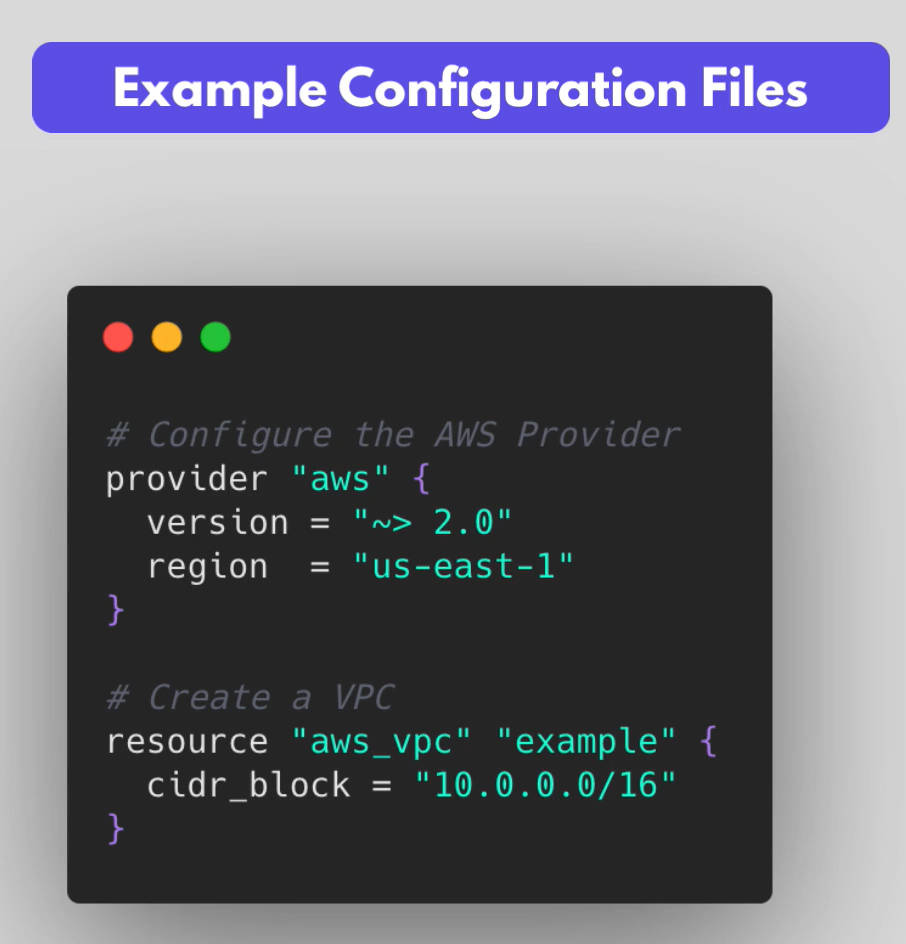 Example Configuration Files
# Configure the AWS Provider
provider "aws" {
  version = "~> 2.0"
  region  = "us-east-1"
}
# Create a VPC
resource "aws_vpc" "example" {
  cidr_block = "10.0.0.0/16"
}